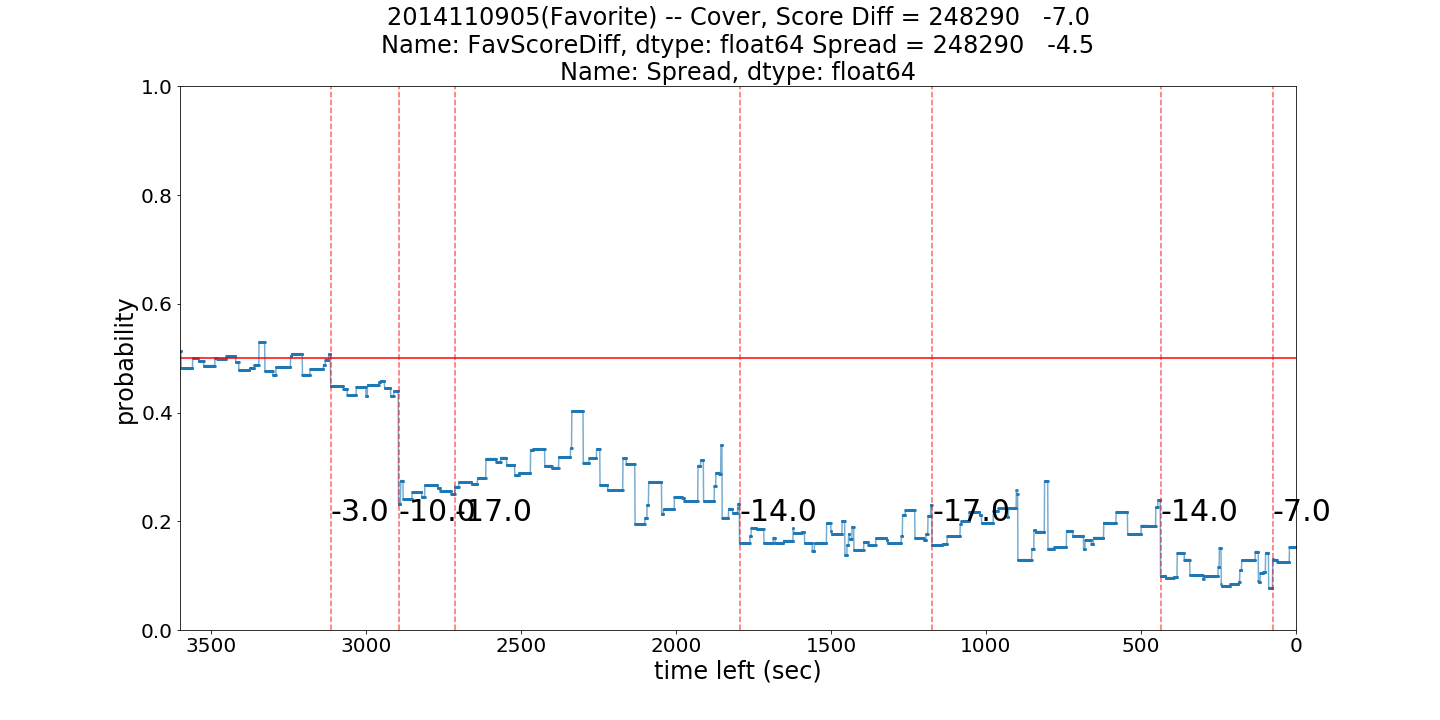 2014110905(Favorite) -- Cover, Score Diff = 248290   -7.0
Name: FavScoreDiff, dtype: float64 Spread = 248290   -4.5
Name: Spread, dtype: float64
1.0
0.8
0.6
0.4
0.2
0.0
probability
-3.0
-10.0
-17.0
-14.0
-17.0
-14.0
-7.0
3500 3000 2500 2000 1500 1000 500 0
time left (sec)